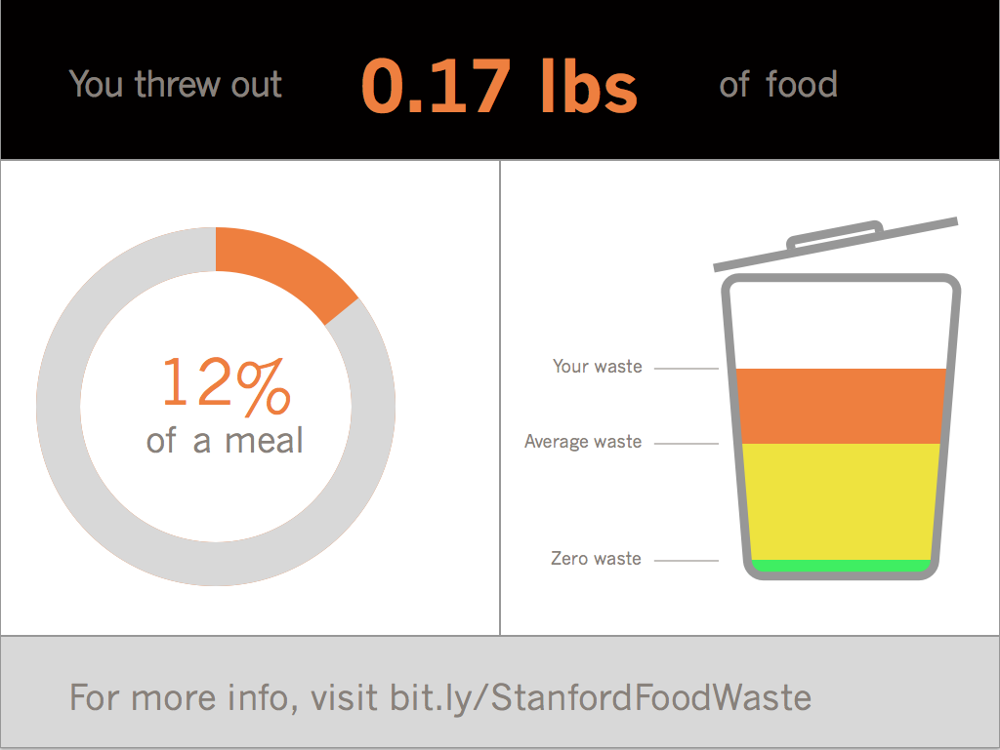 You threw out 0.17 lbs of food
12%
of a meal
Your waste
Average waste
Zero waste
For more info, visit bit.ly/StanfordFoodWaste